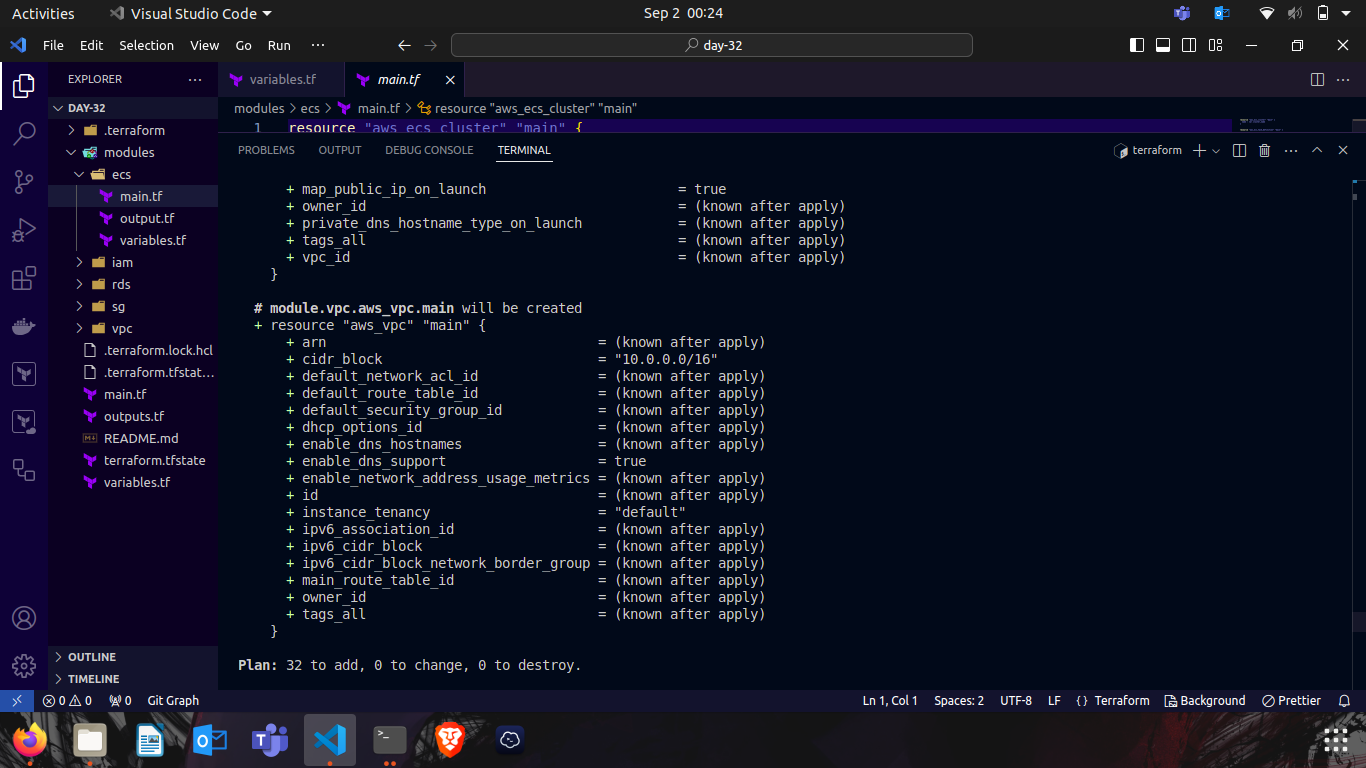 Activities
Visual Studio Code
Sep 2 00:24
File Edit Selection View Go Run ···
day-32
EXPLORER ···
variables.tf
main.tf
DAY-32
modules > ecs > main.tf > resource "aws_ecs_cluster" "main"
1 resource "aws_ecs_cluster" "main" {
.terraform
modules
ecs
main.tf
output.tf
variables.tf
iam
rds
sg
vpc
.terraform.lock.hcl
.terraform.tfstat...
main.tf
outputs.tf
README.md
terraform.tfstate
variables.tf
OUTLINE
TIMELINE
PROBLEMS OUTPUT DEBUG CONSOLE TERMINAL
terraform
+ map_public_ip_on_launch = true
+ owner_id = (known after apply)
+ private_dns_hostname_type_on_launch = (known after apply)
+ tags_all = (known after apply)
+ vpc_id = (known after apply)
}
# module.vpc.aws_vpc.main will be created
+ resource "aws_vpc" "main" {
+ arn = (known after apply)
+ cidr_block = "10.0.0.0/16"
+ default_network_acl_id = (known after apply)
+ default_route_table_id = (known after apply)
+ default_security_group_id = (known after apply)
+ dhcp_options_id = (known after apply)
+ enable_dns_hostnames = (known after apply)
+ enable_dns_support = true
+ enable_network_address_usage_metrics = (known after apply)
+ id = (known after apply)
+ instance_tenancy = "default"
+ ipv6_association_id = (known after apply)
+ ipv6_cidr_block = (known after apply)
+ ipv6_cidr_block_network_border_group = (known after apply)
+ main_route_table_id = (known after apply)
+ owner_id = (known after apply)
+ tags_all = (known after apply)
}
Plan: 32 to add, 0 to change, 0 to destroy.
0 0 0 Git Graph
Ln 1, Col 1 Spaces: 2 UTF-8 LF {} Terraform Background Prettier